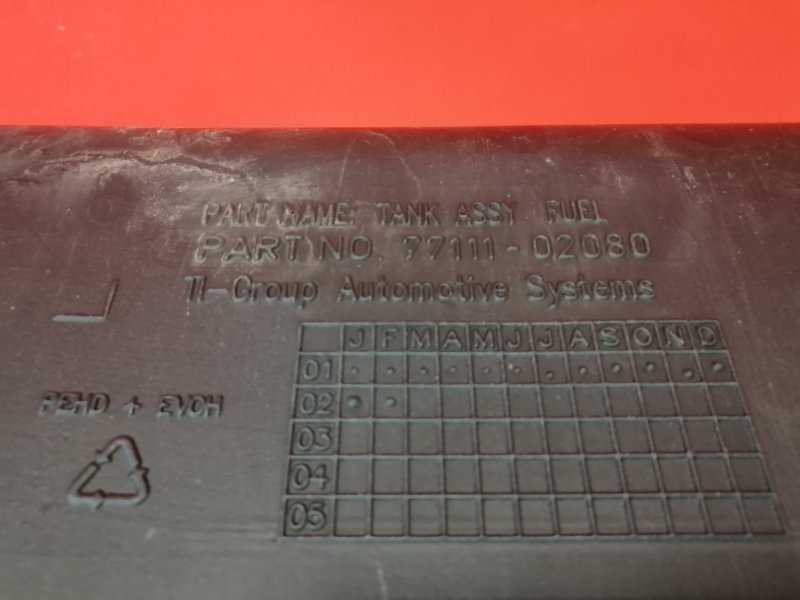 PART NAME: TANK ASSY FUEL
PART NO. 77111-02080
TI-Group Automotive Systems
J F M A M J J A S O N D
01
02
PEHD + EVOH
03
04
05